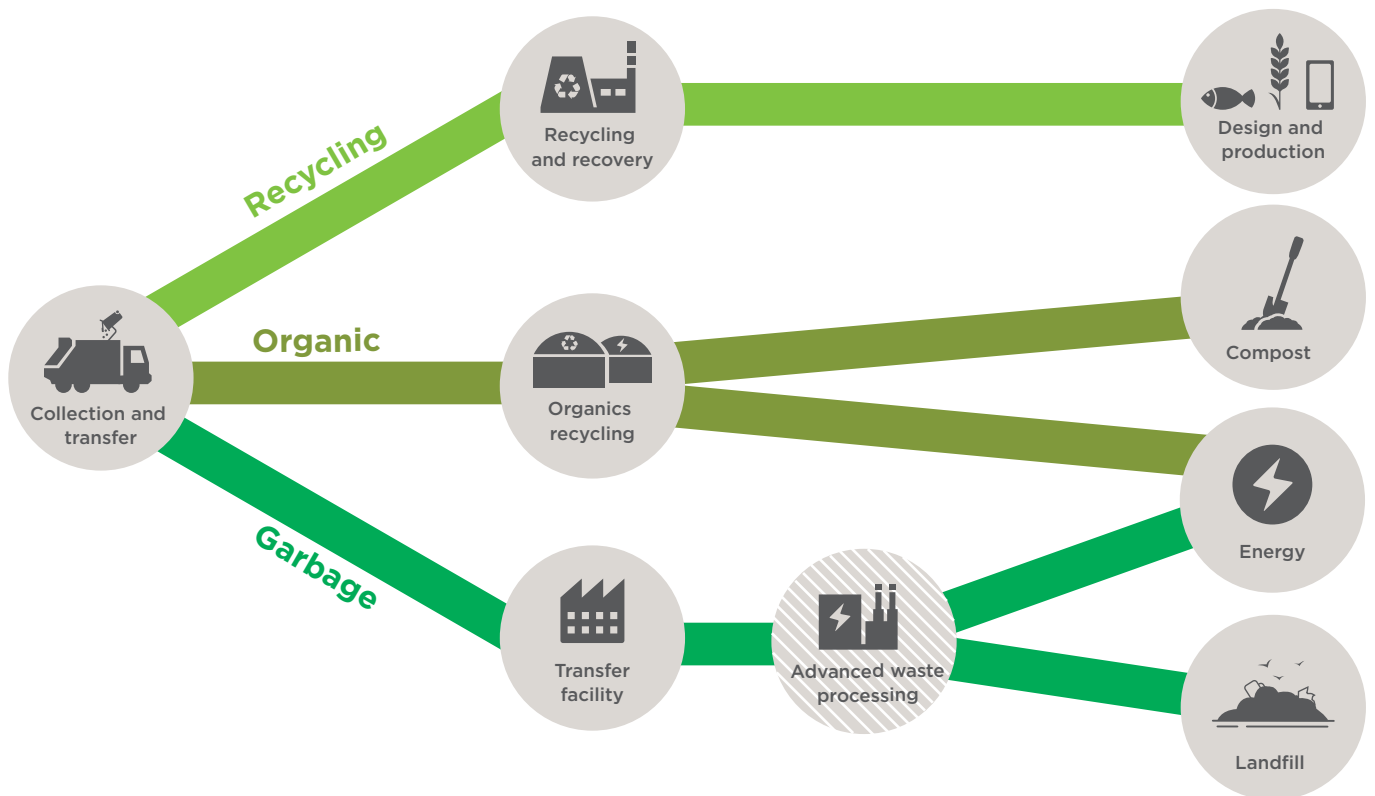 Recycling
Recycling
and recovery
Design and
production
Organic
Collection and
transfer
Organics
recycling
Compost
Energy
Garbage
Transfer
facility
Advanced waste
processing
Landfill